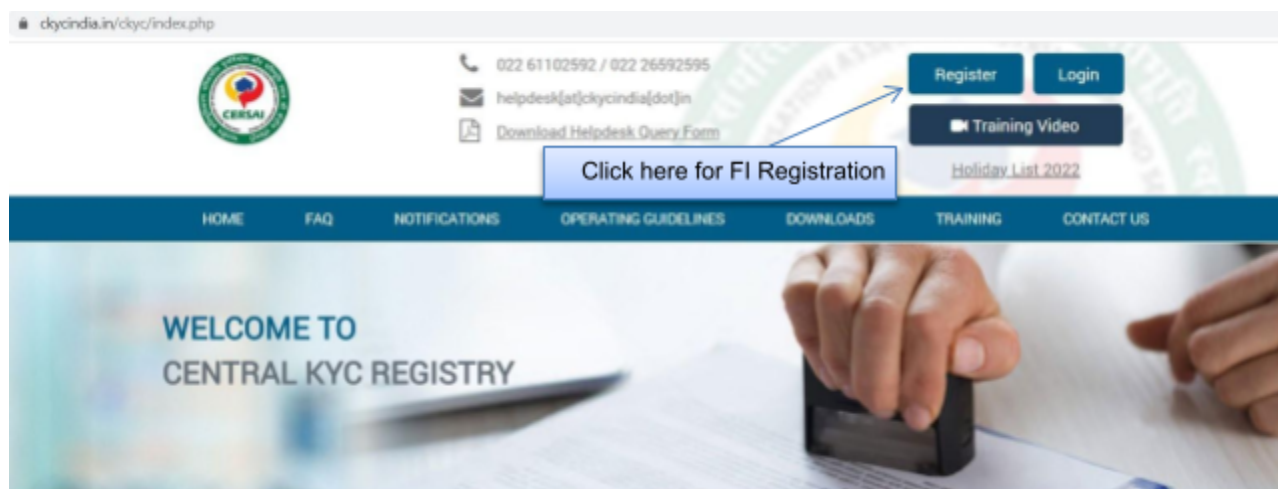 ckycindia.in/ckyc/index.php
022 61102592 / 022 26592595
helpdesk[at]ckycindia[dot]in
Download Helpdesk Query Form
Register
Login
Training Video
Holiday List 2022
CERSAI
Click here for FI Registration
HOME FAQ NOTIFICATIONS OPERATING GUIDELINES DOWNLOADS TRAINING CONTACT US
WELCOME TO
CENTRAL KYC REGISTRY